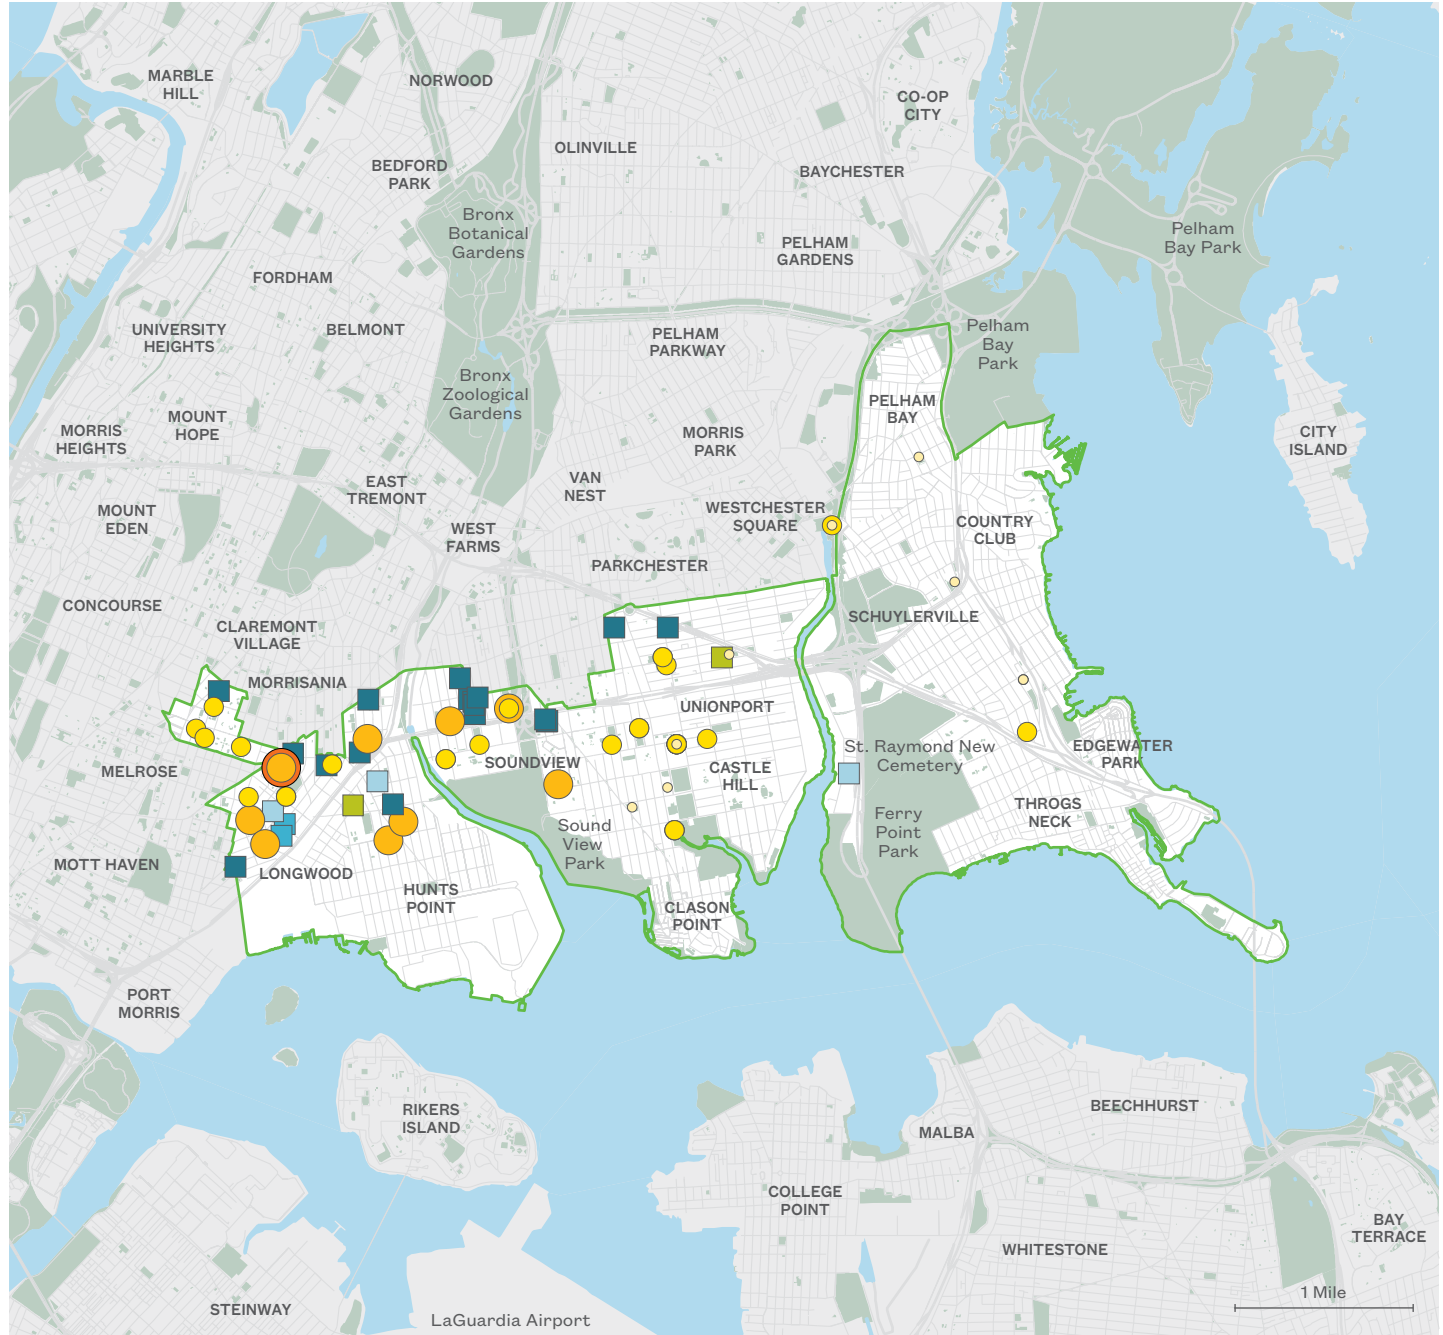 MARBLE
HILL
NORWOOD
CO-OP
CITY
OLINVILLE
BEDFORD
PARK
BAYCHESTER
Bronx
Botanical
Gardens
Pelham
Bay Park
PELHAM
GARDENS
FORDHAM
UNIVERSITY
HEIGHTS
BELMONT
PELHAM
PARKWAY
Pelham
Bay
Park
Bronx
Zoological
Gardens
PELHAM
BAY
MOUNT
HOPE
MORRIS
HEIGHTS
MORRIS
PARK
CITY
ISLAND
EAST
TREMONT
VAN
NEST
MOUNT
EDEN
WESTCHESTER
SQUARE
COUNTRY
CLUB
WEST
FARMS
PARKCHESTER
CONCOURSE
SCHUYLERVILLE
CLAREMONT
VILLAGE
MORRISANIA
UNIONPORT
St. Raymond New
Cemetery
EDGEWATER
PARK
SOUNDVIEW
MELROSE
CASTLE
HILL
THROGS
NECK
Ferry
Point
Park
Sound
View
Park
MOTT HAVEN
LONGWOOD
HUNTS
POINT
CLASON
POINT
PORT
MORRIS
RIKERS
ISLAND
BEECHHURST
MALBA
COLLEGE
POINT
BAY
TERRACE
WHITESTONE
1 Mile
STEINWAY
LaGuardia Airport